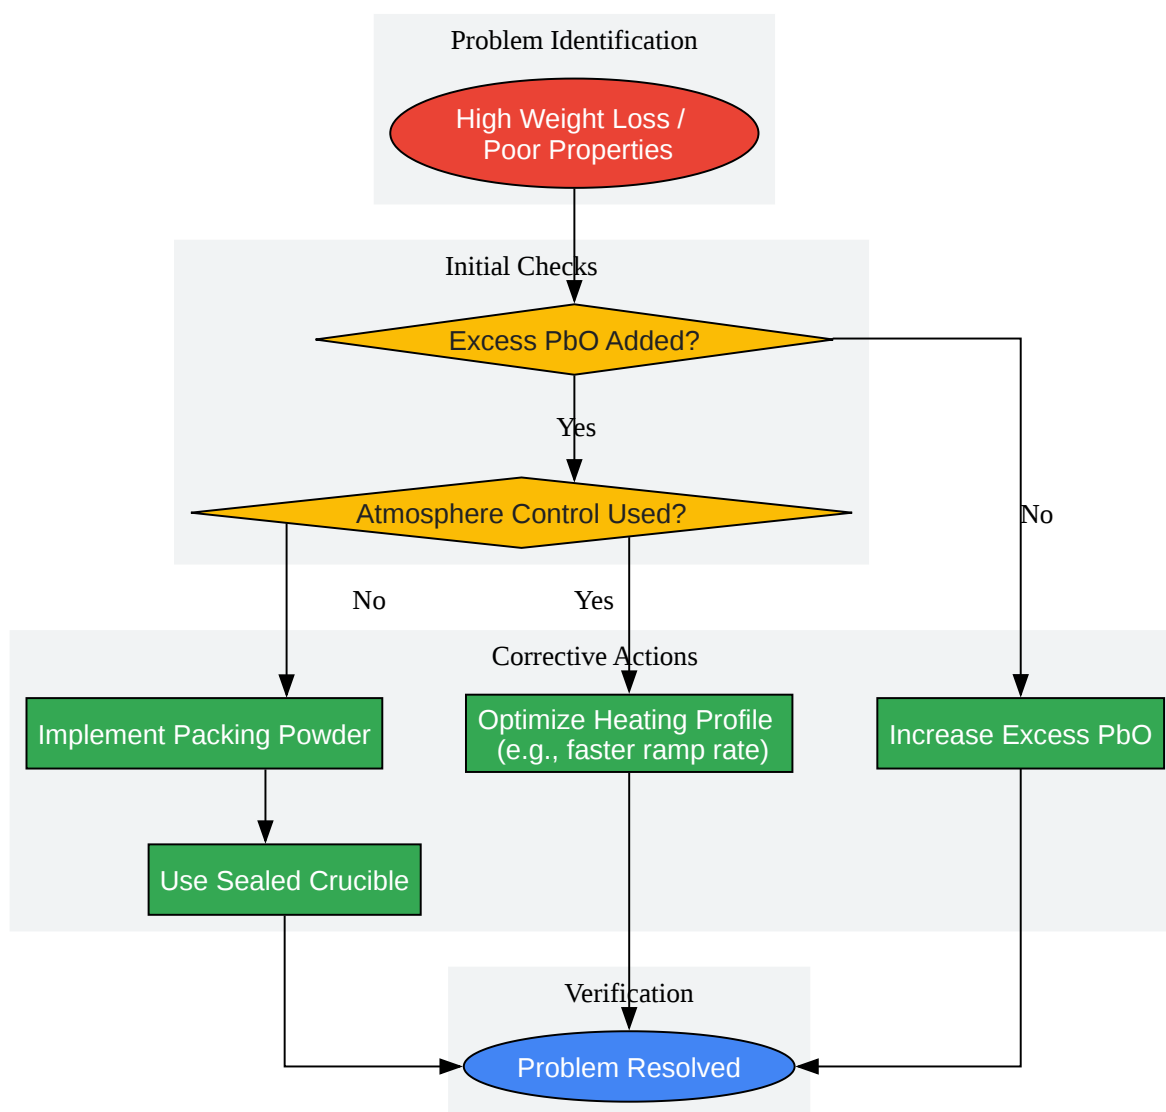 Problem Identification
High Weight Loss /
Poor Properties
Initial Checks
Excess PbO Added?
Yes
Atmosphere Control Used?
No
No
Yes
Corrective Actions
Implement Packing Powder
Optimize Heating Profile
(e.g., faster ramp rate)
Increase Excess PbO
Use Sealed Crucible
Verification
Problem Resolved